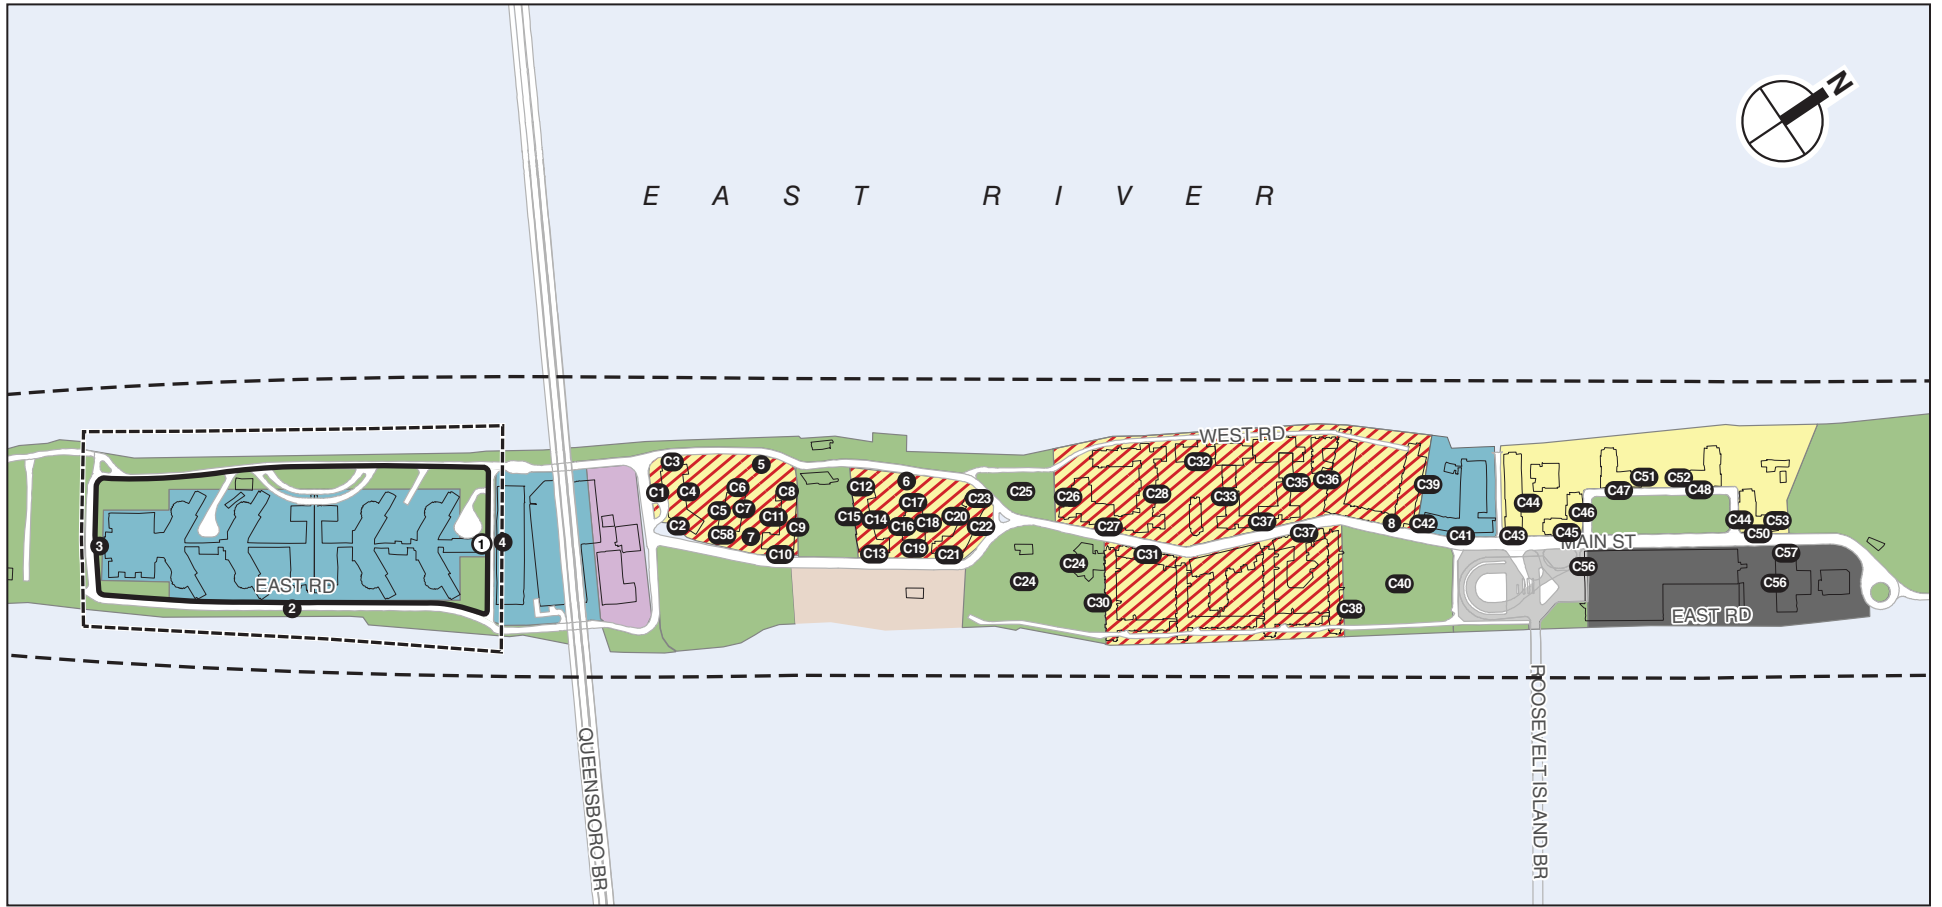 N
E A S T R I V E R
WEST RD
C3
5
C1
C4
C6
C8
C5
C7
C11
C2
C58
7
C9
C10
C12
6
C17
C23
C15
C14
C16
C18
C20
C22
C13
C19
C21
C25
C26
C28
C32
C33
C35
C36
C27
C37
C37
8
C42
C39
C41
C43
C44
C45
C46
C47
C51
C52
C48
C44
C53
C50
MAIN ST
C57
C56
C56
EAST RD
C24
C24
C31
C30
C38
C40
3
1
4
EAST RD
2
QUEENSBORO BR
ROOSEVELT ISLAND BR